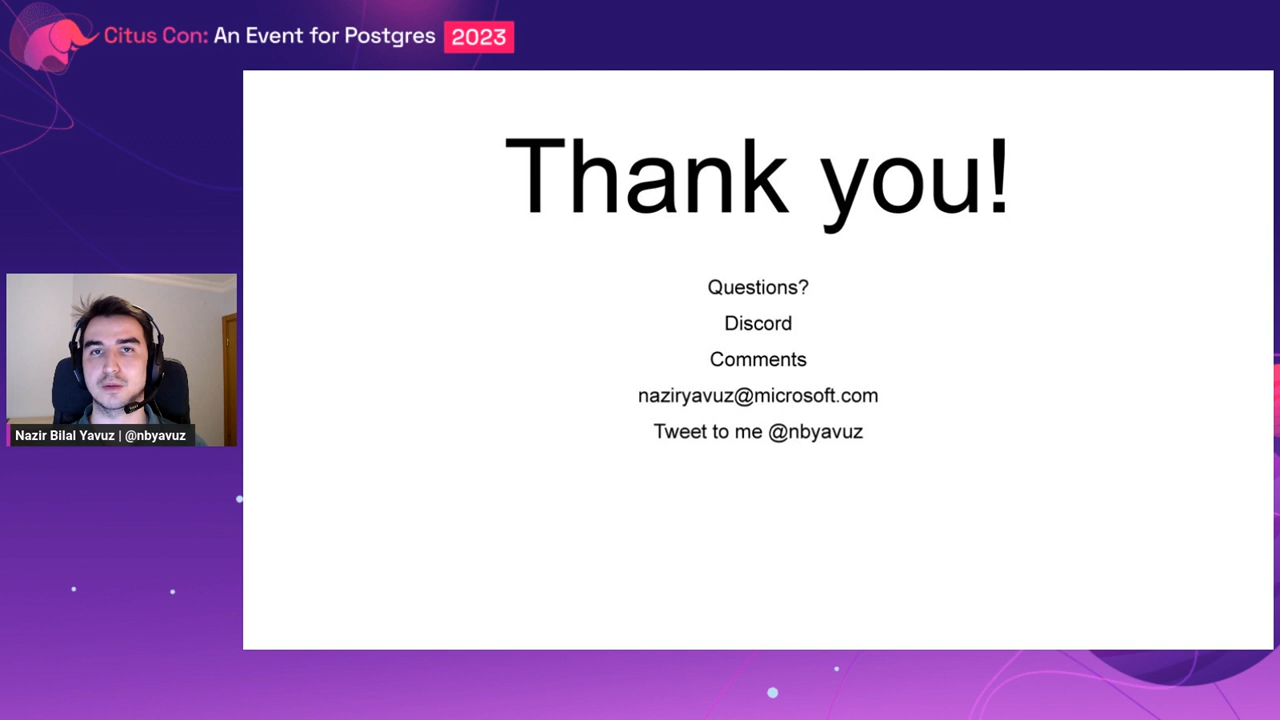 Citus Con: An Event for Postgres 2023
Thank you!
Questions?
Discord
Comments
naziryavuz@microsoft.com
Tweet to me @nbyavuz
Nazir Bilal Yavuz | @nbyavuz